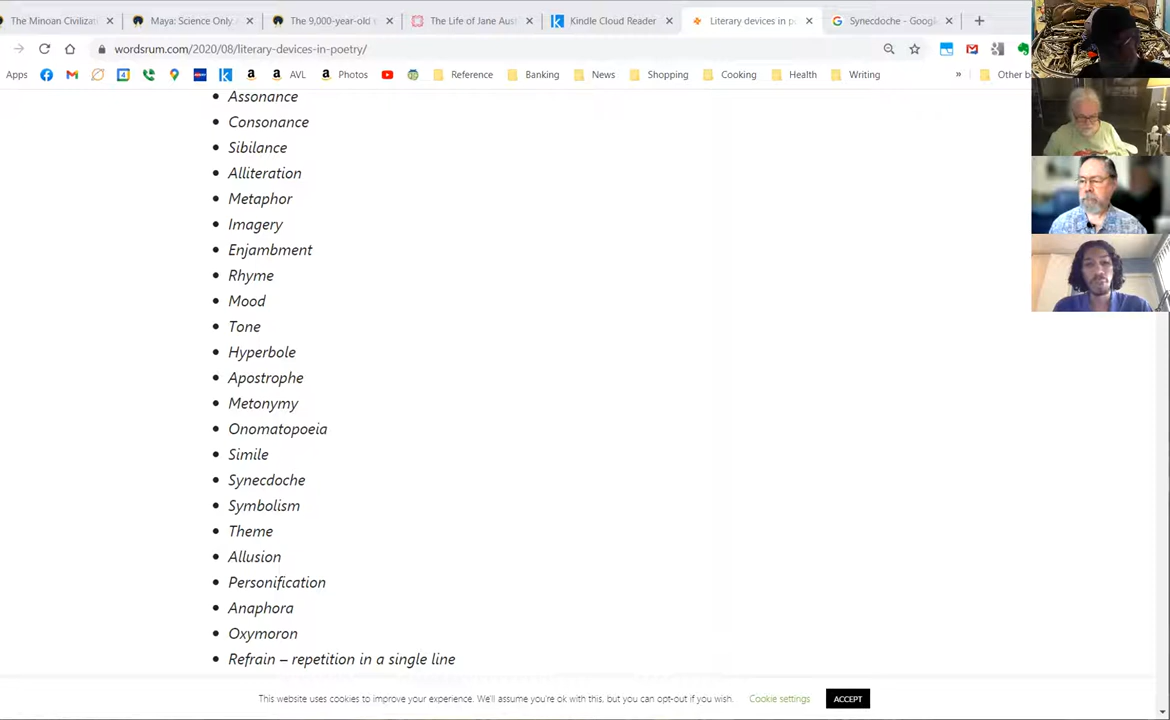 The Minoan Civilizati
Maya: Science Only
The 9,000-year-old
The Life of Jane Aus
Kindle Cloud Reader
Literary devices in p
Synecdoche - Google
wordsrum.com/2020/08/literary-devices-in-poetry/
Apps
AVL
Photos
Reference
Banking
News
Shopping
Cooking
Health
Writing
»
Other b
• Assonance
• Consonance
• Sibilance
• Alliteration
• Metaphor
• Imagery
• Enjambment
• Rhyme
• Mood
• Tone
• Hyperbole
• Apostrophe
• Metonymy
• Onomatopoeia
• Simile
• Synecdoche
• Symbolism
• Theme
• Allusion
• Personification
• Anaphora
• Oxymoron
• Refrain – repetition in a single line
This website uses cookies to improve your experience. We'll assume you're ok with this, but you can opt-out if you wish. Cookie settings ACCEPT